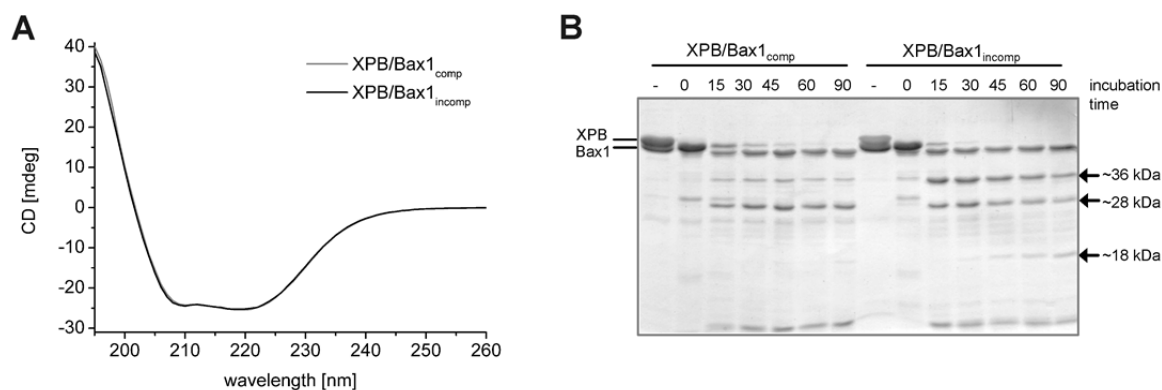 A
40
30
20
10
0
-10
-20
-30
CD [mdeg]
XPB/Bax1comp
XPB/Bax1incomp
200 210 220 230 240 250 260
wavelength [nm]
B
XPB/Bax1comp XPB/Bax1incomp
- 0 15 30 45 60 90 - 0 15 30 45 60 90 incubation
time
XPB
Bax1
~36 kDa
~28 kDa
~18 kDa